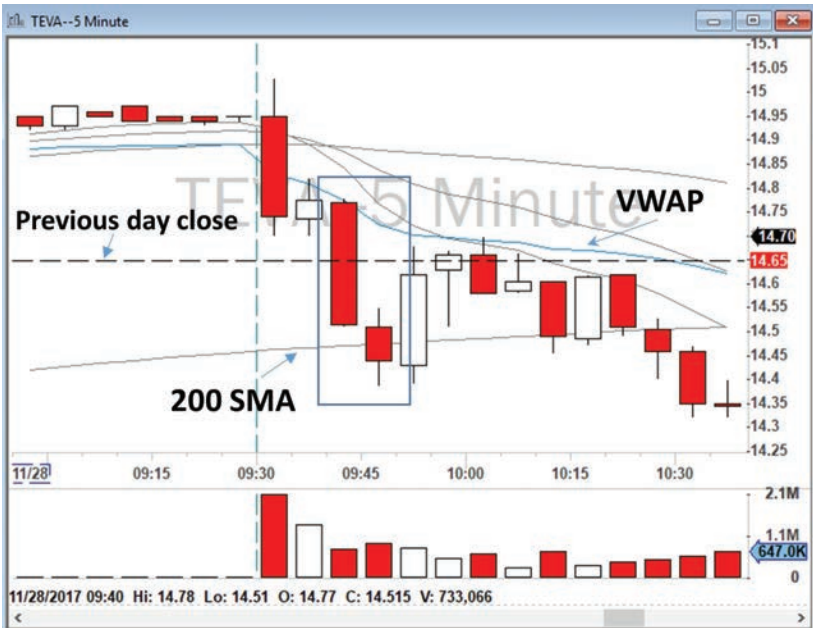 TEVA--5 Minute
TEVA--5 Minute
Previous day close
VWAP
200 SMA
15.1
15.05
15
14.95
14.9
14.85
14.8
14.75
14.70
14.65
14.6
14.55
14.5
14.45
14.4
14.35
14.3
14.25
11/28 09:15 09:30 09:45 10:00 10:15 10:30
2.1M
1.1M
647.0K
0
11/28/2017 09:40 Hi: 14.78 Lo: 14.51 O: 14.77 C: 14.515 V: 733,066